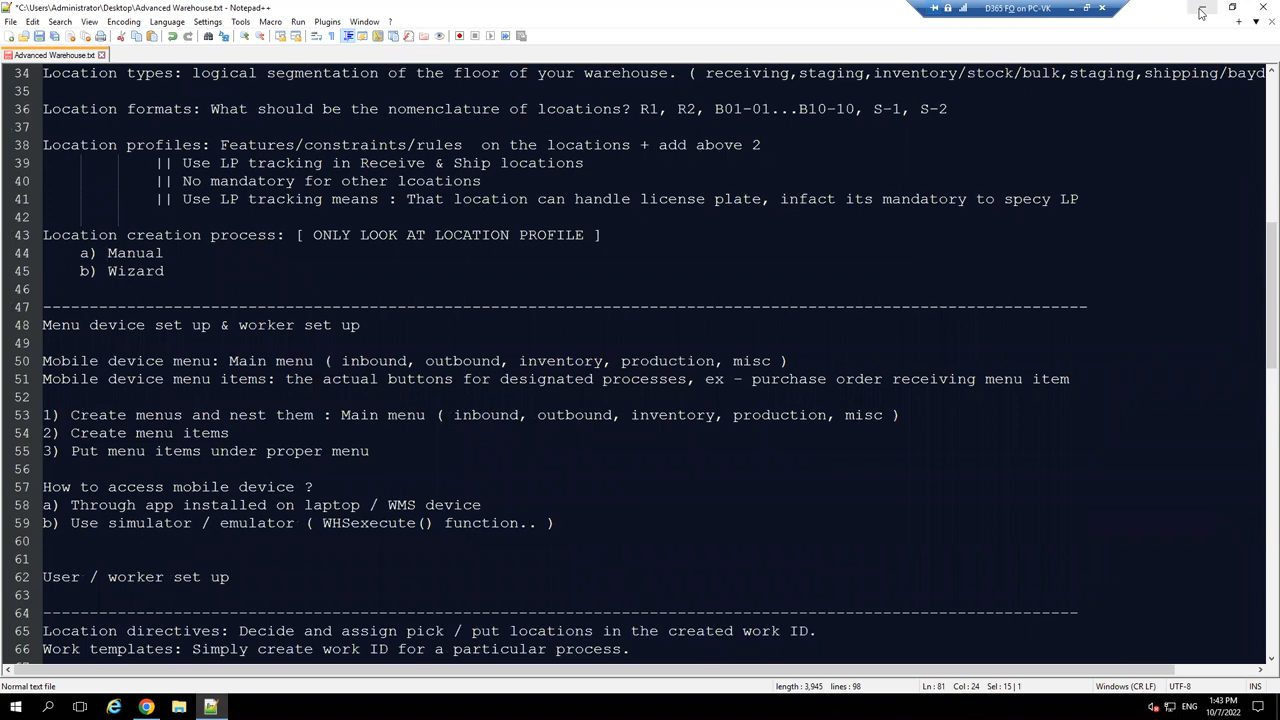 *C:\Users\Administrator\Desktop\Advanced Warehouse.txt - Notepad++
D365 FO on PC-VK
File Edit Search View Encoding Language Settings Tools Macro Run Plugins Window ?
Advanced Warehouse.txt
34 Location types: logical segmentation of the floor of your warehouse. ( receiving,staging,inventory/stock/bulk,staging,shipping/bayd
35
36 Location formats: What should be the nomenclature of lcoations? R1, R2, B01-01...B10-10, S-1, S-2
37
38 Location profiles: Features/constraints/rules  on the locations + add above 2
39 || Use LP tracking in Receive & Ship locations
40 || No mandatory for other lcoations
41 || Use LP tracking means : That location can handle license plate, infact its mandatory to specy LP
42
43 Location creation process: [ ONLY LOOK AT LOCATION PROFILE ]
44 a) Manual
45 b) Wizard
46
47 ----------------------------------------------------------------------------------------------------------------
48 Menu device set up & worker set up
49
50 Mobile device menu: Main menu ( inbound, outbound, inventory, production, misc )
51 Mobile device menu items: the actual buttons for designated processes, ex - purchase order receiving menu item
52
53 1) Create menus and nest them : Main menu ( inbound, outbound, inventory, production, misc )
54 2) Create menu items
55 3) Put menu items under proper menu
56
57 How to access mobile device ?
58 a) Through app installed on laptop / WMS device
59 b) Use simulator / emulator ( WHSexecute() function.. )
60
61
62 User / worker set up
63
64 ---------------------------------------------------------------------------------------------------------------
65 Location directives: Decide and assign pick / put locations in the created work ID.
66 Work templates: Simply create work ID for a particular process.
Normal text file
length : 3,945 lines : 98
Ln : 81 Col : 24 Sel : 15 | 1
Windows (CR LF)
UTF-8
INS
ENG
1:43 PM
10/7/2022